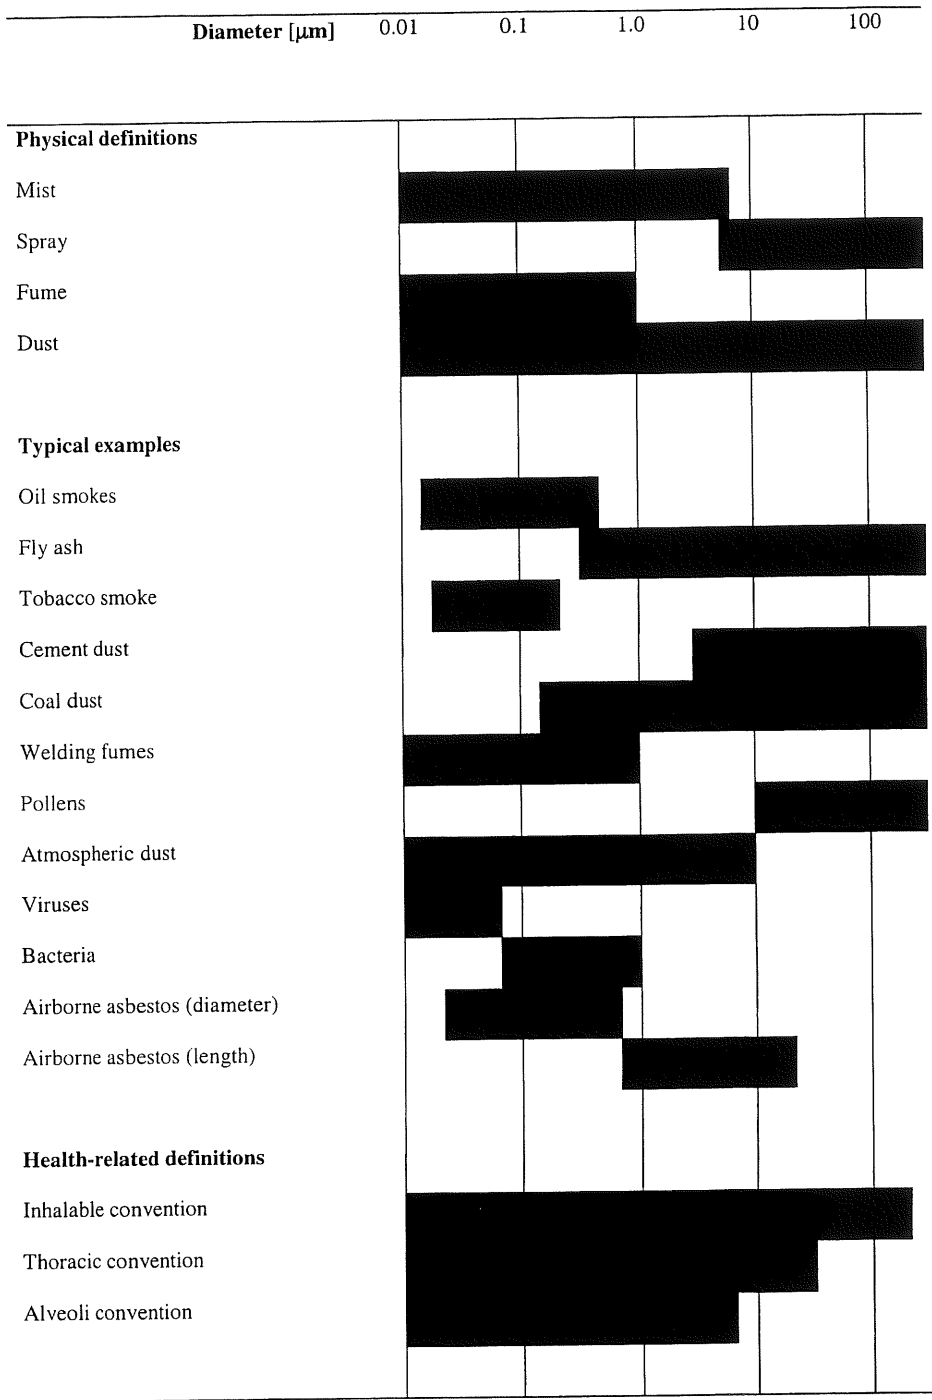 Diameter [μm] 0.01 0.1 1.0 10 100
Physical definitions
Mist
Spray
Fume
Dust
Typical examples
Oil smokes
Fly ash
Tobacco smoke
Cement dust
Coal dust
Welding fumes
Pollens
Atmospheric dust
Viruses
Bacteria
Airborne asbestos (diameter)
Airborne asbestos (length)
Health-related definitions
Inhalable convention
Thoracic convention
Alveoli convention